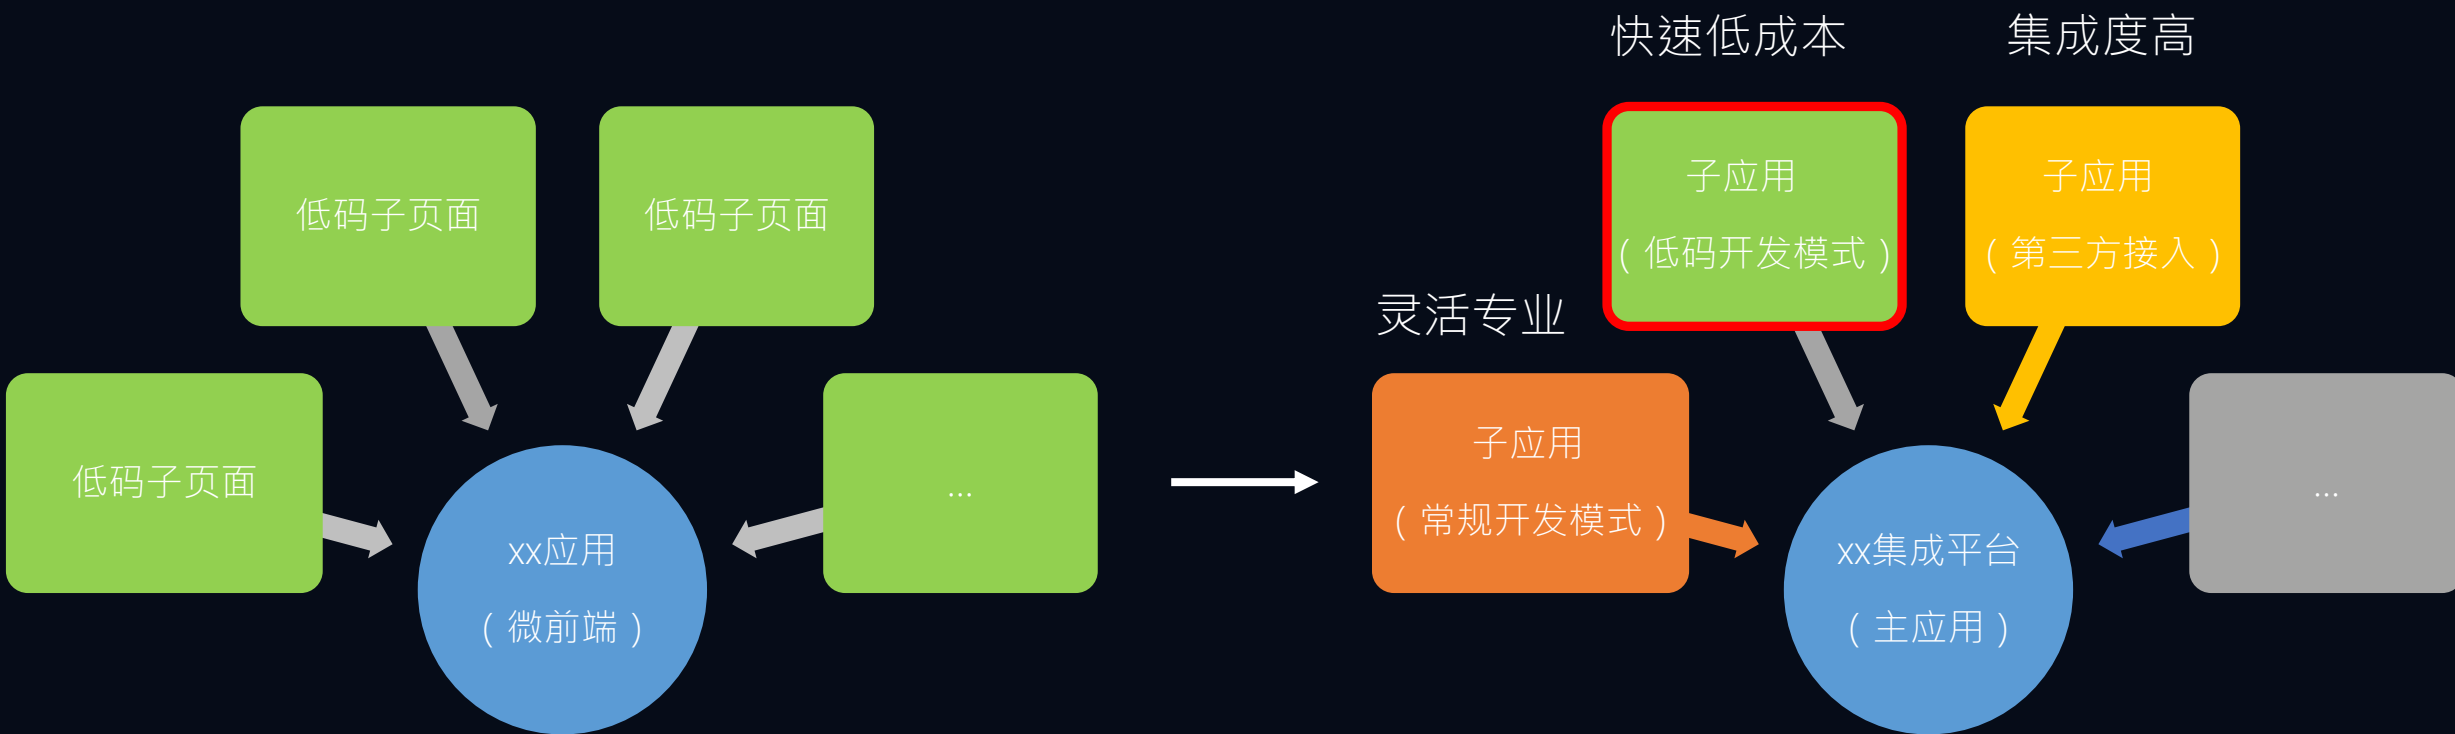 快速低成本
集成度高
低码子页面
低码子页面
子应用
（低码开发模式）
子应用
（第三方接入）
灵活专业
低码子页面
...
子应用
（常规开发模式）
...
xx应用
（微前端）
xx集成平台
（主应用）